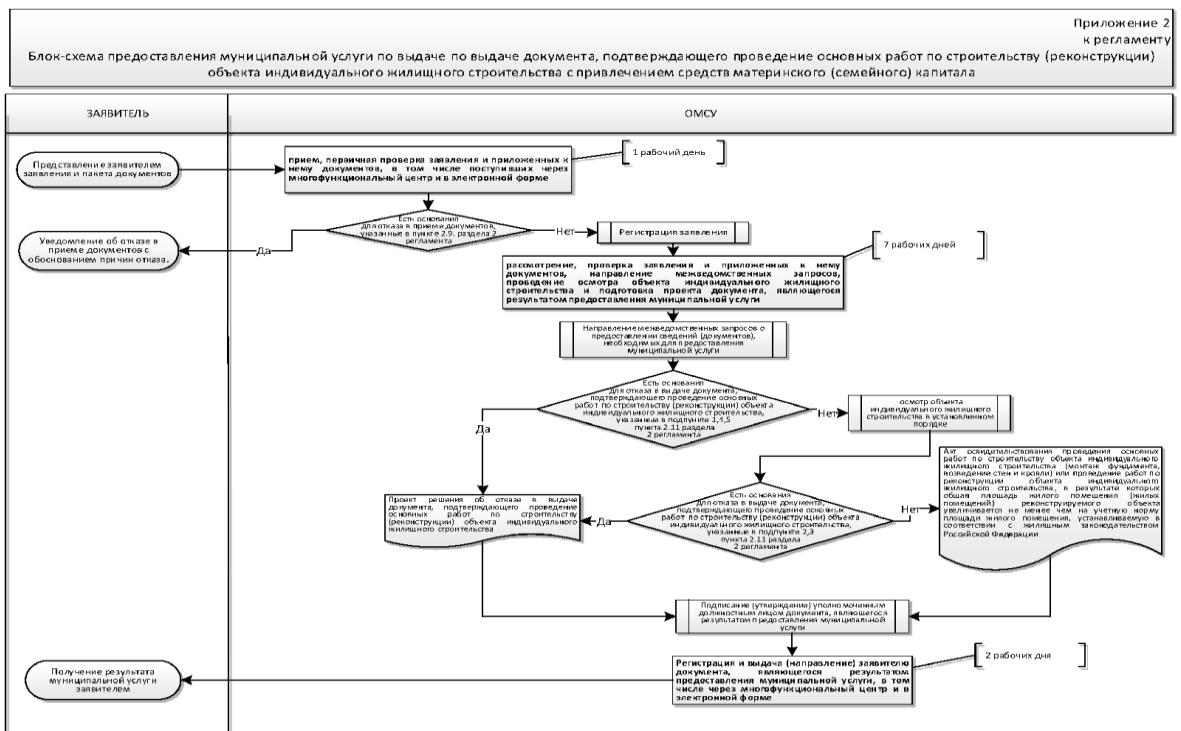 Приложение 2
к регламенту
Блок-схема предоставления муниципальной услуги по выдаче по выдаче документа, подтверждающего проведение основных работ по строительству (реконструкции)
объекта индивидуального жилищного строительства с привлечением средств материнского (семейного) капитала
ЗАЯВИТЕЛЬ
ОМСУ
Представление заявителем
заявления и пакета документов
прием, первичная проверка заявления и приложенных к
нему документов, в том числе поступивших через
многофункциональный центр и в электронной форме
1 рабочий день
Есть основания
для отказа в приеме документов,
указанные в пункте 2.9. раздела 2
регламента
Да
Нет
Уведомление об отказе в
приеме документов с
обоснованием причин отказа.
Регистрация заявления
7 рабочих дней
рассмотрение, проверка заявления и приложенных к нему
документов, направление межведомственных запросов,
проведение осмотра объекта индивидуального жилищного
строительства и подготовка проекта документа, являющегося
результатом предоставления муниципальной услуги
Направление межведомственных запросов о
предоставлении сведений (документов),
необходимых для предоставления
муниципальной услуги
Есть основания
для отказа в выдаче документа,
подтверждающего проведение основных
работ по строительству (реконструкции) объекта
индивидуального жилищного строительства,
указанные в подпункте 1,4,5
пункта 2.11 раздела
2 регламента
Да
Нет
осмотр объекта
индивидуального жилищного
строительства в установленном
порядке
Акт освидетельствования проведения основных
работ по строительству объекта индивидуального
жилищного строительства (монтаж фундамента,
возведение стен и кровли) или проведение работ по
реконструкции объекта индивидуального
жилищного строительства, в результате которых
общая площадь жилого помещения (жилых
помещений) реконструируемого объекта
увеличивается не менее чем на учетную норму
площади жилого помещения, устанавливаемую в
соответствии с жилищным законодательством
Российской Федерации
Проект решения об отказе в выдаче
документа, подтверждающего проведение
основных работ по строительству
(реконструкции) объекта индивидуального
жилищного строительства
Есть основания
для отказа в выдаче документа,
подтверждающего проведение основных
работ по строительству (реконструкции) объекта
индивидуального жилищного строительства,
указанные в подпункте 2,3
пункта 2.11 раздела
2 регламента
Да
Нет
Подписание (утверждение) уполномоченным
должностным лицом документа, являющегося
результатом предоставления муниципальной
услуги
2 рабочих дня
Регистрация и выдача (направление) заявителю
документа, являющегося результатом
предоставления муниципальной услуги, в том
числе через многофункциональный центр и в
электронной форме
Получение результата
муниципальной услуги
заявителем